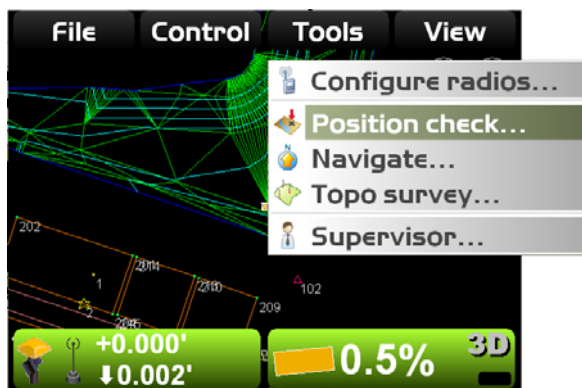 File Control Tools View
Configure radios...
Position check...
Navigate...
Topo survey...
Supervisor...
202
1
102
2
209
+0.000'
0.002'
0.5%
3D